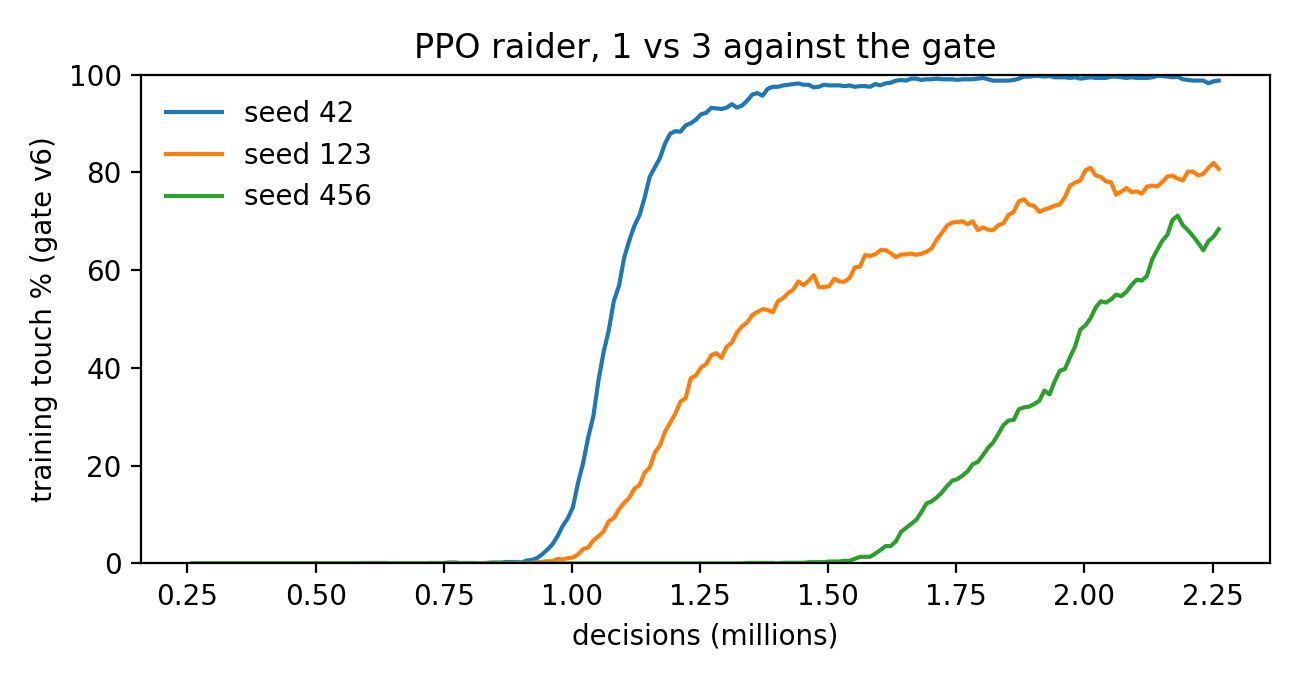 PPO raider, 1 vs 3 against the gate
training touch % (gate v6)
100
80
60
40
20
0
seed 42
seed 123
seed 456
0.25 0.50 0.75 1.00 1.25 1.50 1.75 2.00 2.25
decisions (millions)